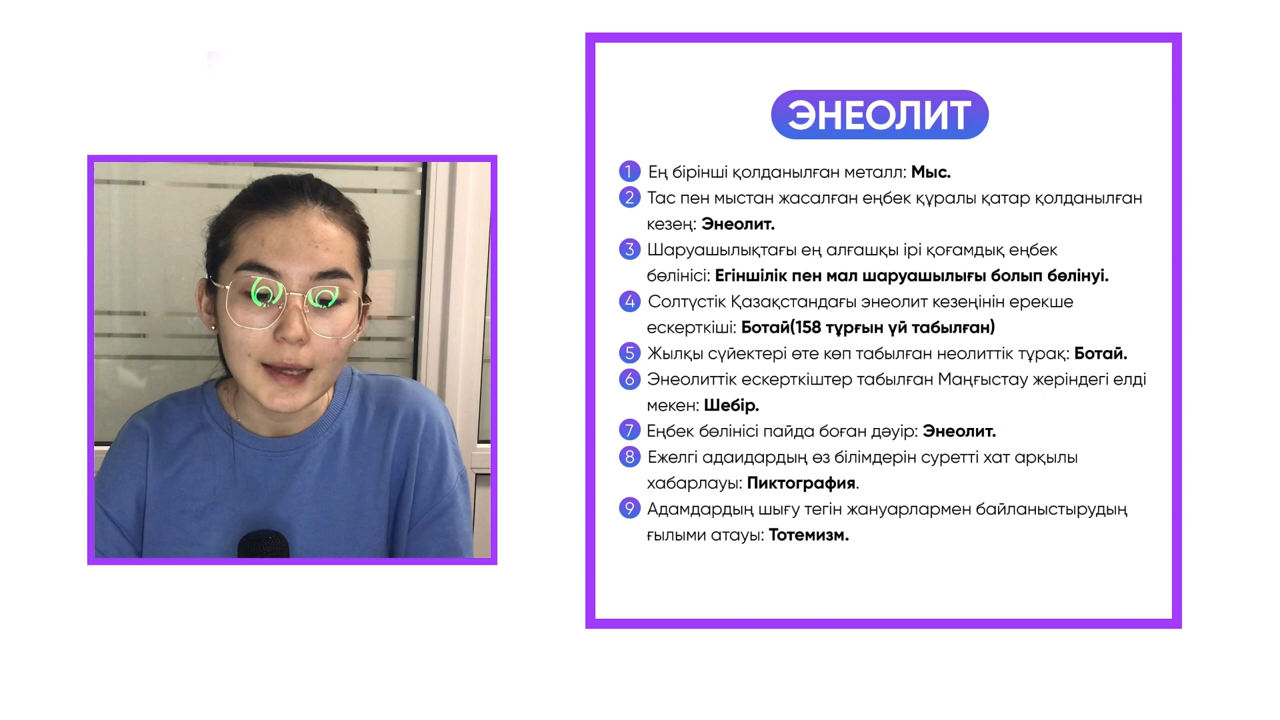 ЭНЕОЛИТ
1 Ең бірінші қолданылған металл: Мыс.
2 Тас пен мыстан жасалған еңбек құралы қатар қолданылған
кезең: Энеолит.
3 Шаруашылықтағы ең алғашқы ірі қоғамдық еңбек
бөлінісі: Егіншілік пен мал шаруашылығы болып бөлінуі.
4 Солтүстік Қазақстандағы энеолит кезеңінін ерекше
ескерткіші: Ботай(158 тұрғын үй табылған)
5 Жылқы сүйектері өте көп табылған неолиттік тұрақ: Ботай.
6 Энеолиттік ескерткіштер табылған Маңғыстау жеріндегі елді
мекен: Шебір.
7 Еңбек бөлінісі пайда боған дәуір: Энеолит.
8 Ежелгі адаидардың өз білімдерін суретті хат арқылы
хабарлауы: Пиктография.
9 Адамдардың шығу тегін жануарлармен байланыстырудың
ғылыми атауы: Тотемизм.